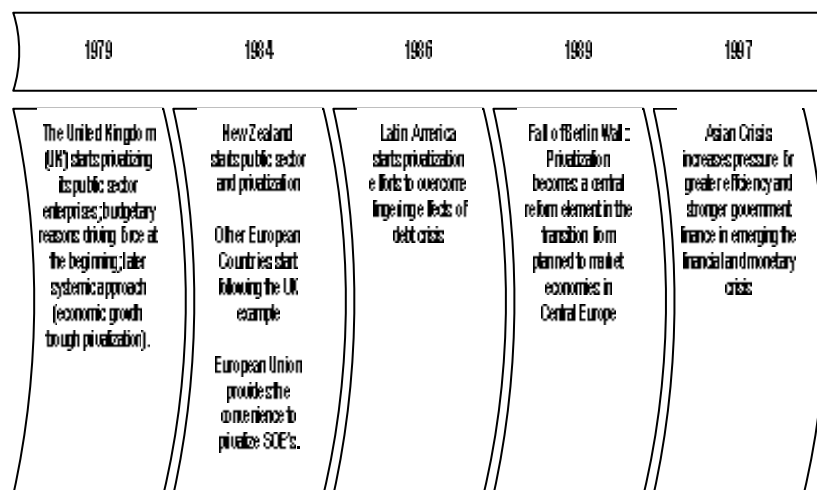 1979
1984
1986
1989
1997
The United Kingdom
(UK) starts privatizing
its public sector
enterprises; budgetary
reasons driving force at
the beginning; later
systemic approach
(economic growth
trough privatization).
New Zealand
starts public sector
and privatization
Other European
Countries start
following the UK
example
European Union
provides the
convenience to
privatize SOE's.
Latin America
starts privatization
efforts to overcome
lingering effects of
debt crisis
Fall of Berlin Wall:
Privatization
becomes a central
reform element in the
transition from
planned to market
economies in
Central Europe
Asian Crisis
increases pressure for
greater efficiency and
stronger government
finance in emerging the
financial and monetary
crisis